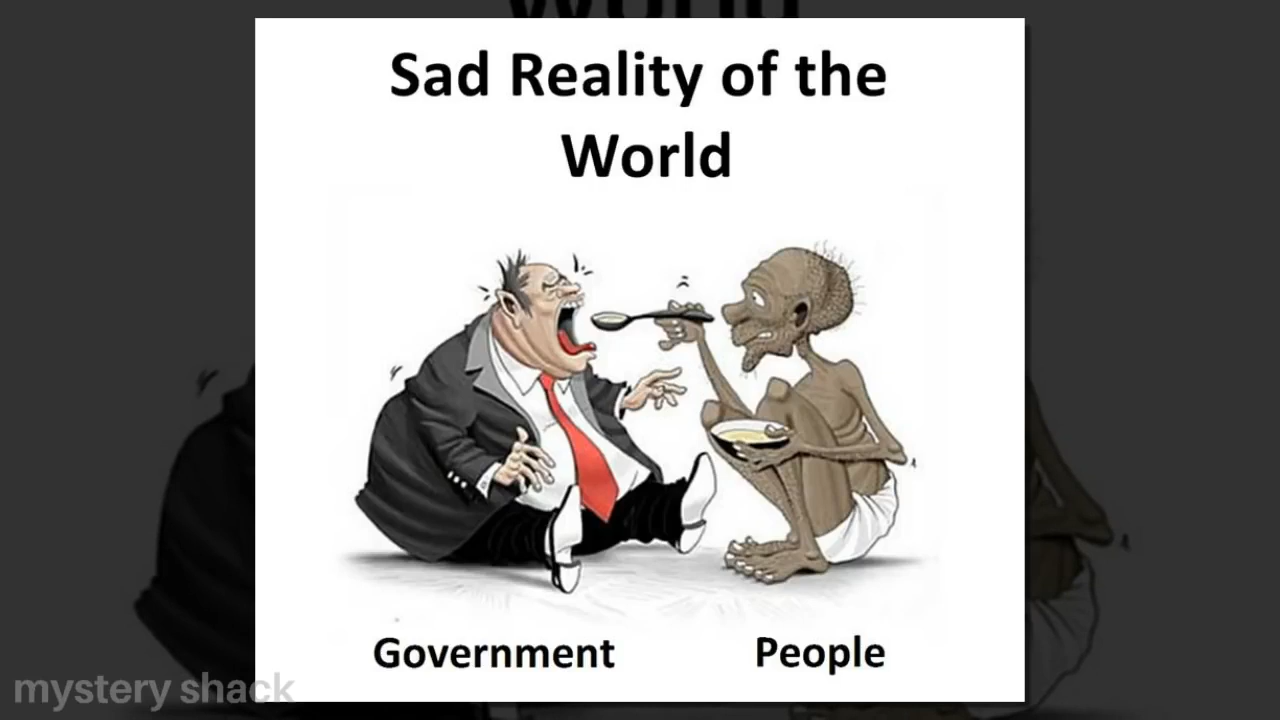 Sad Reality of the
World
Government
People
mystery shack